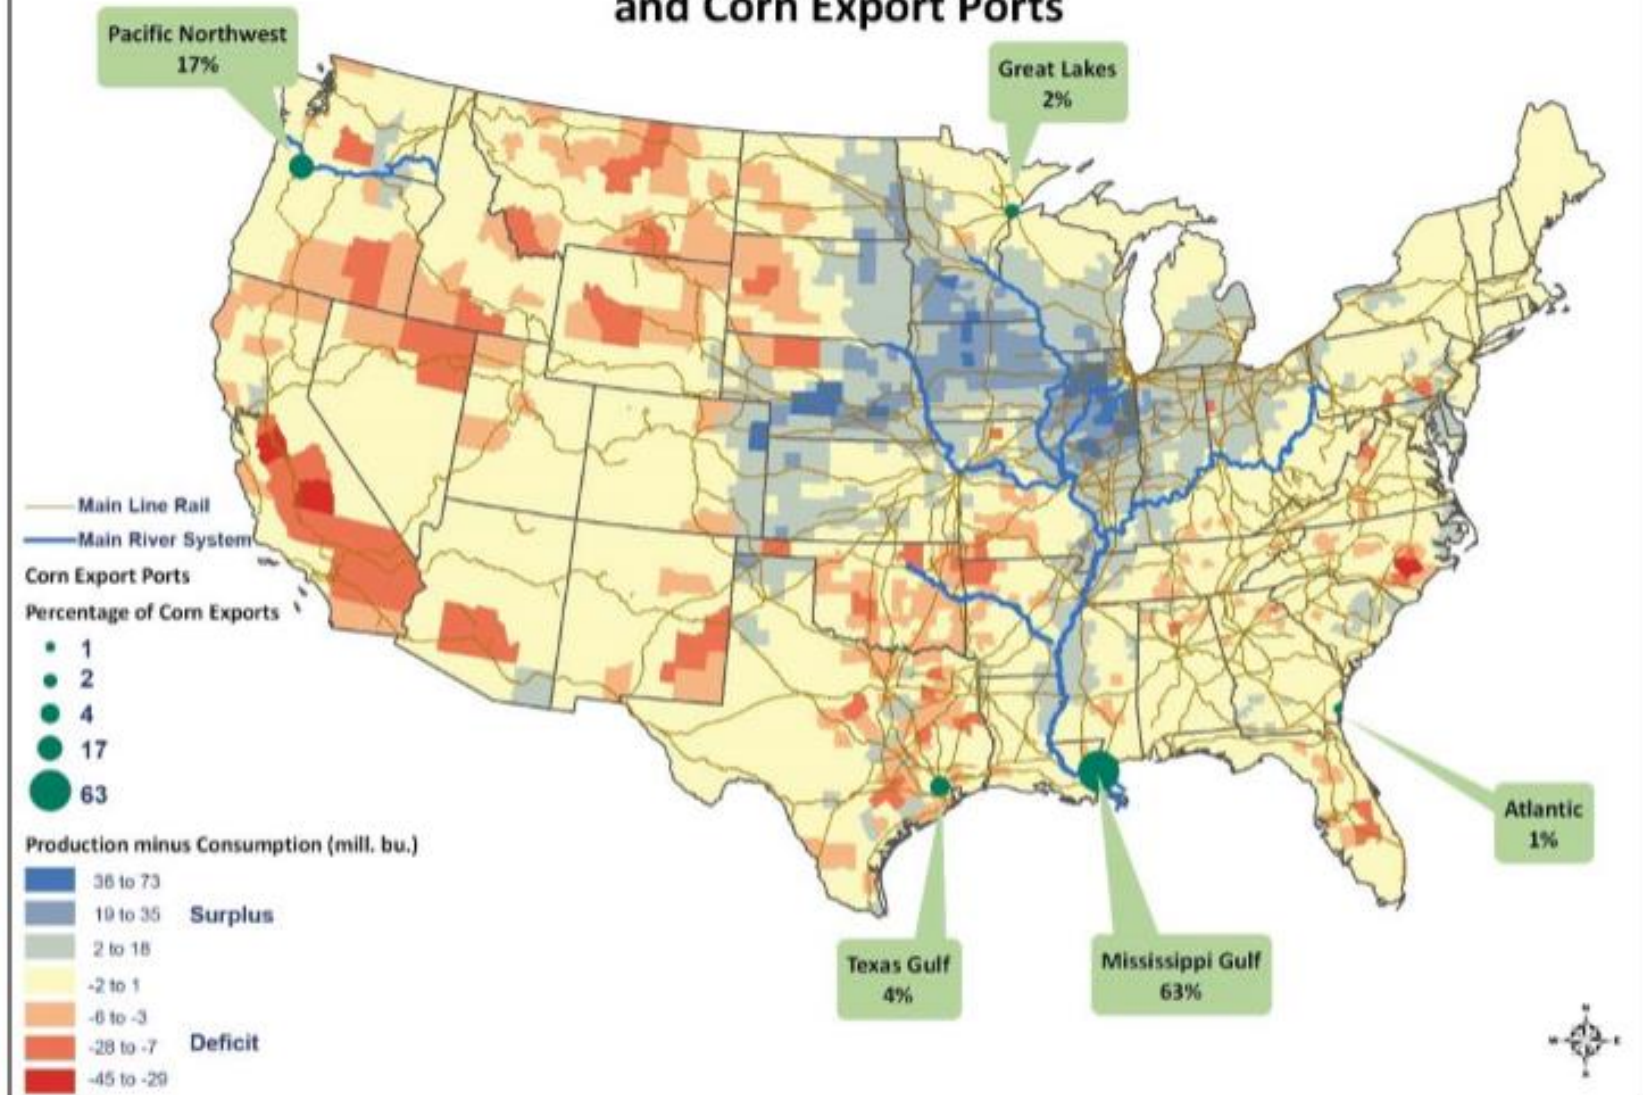 and Corn Export Ports
Pacific Northwest
17%
Great Lakes
2%
Main Line Rail
Main River System
Corn Export Ports
Percentage of Corn Exports
1
2
4
17
63
Production minus Consumption (mill. bu.)
36 to 73
19 to 35
Surplus
2 to 18
-2 to 1
-6 to -3
-28 to -7
Deficit
-45 to -29
Atlantic
1%
Texas Gulf
4%
Mississippi Gulf
63%
N
W
E